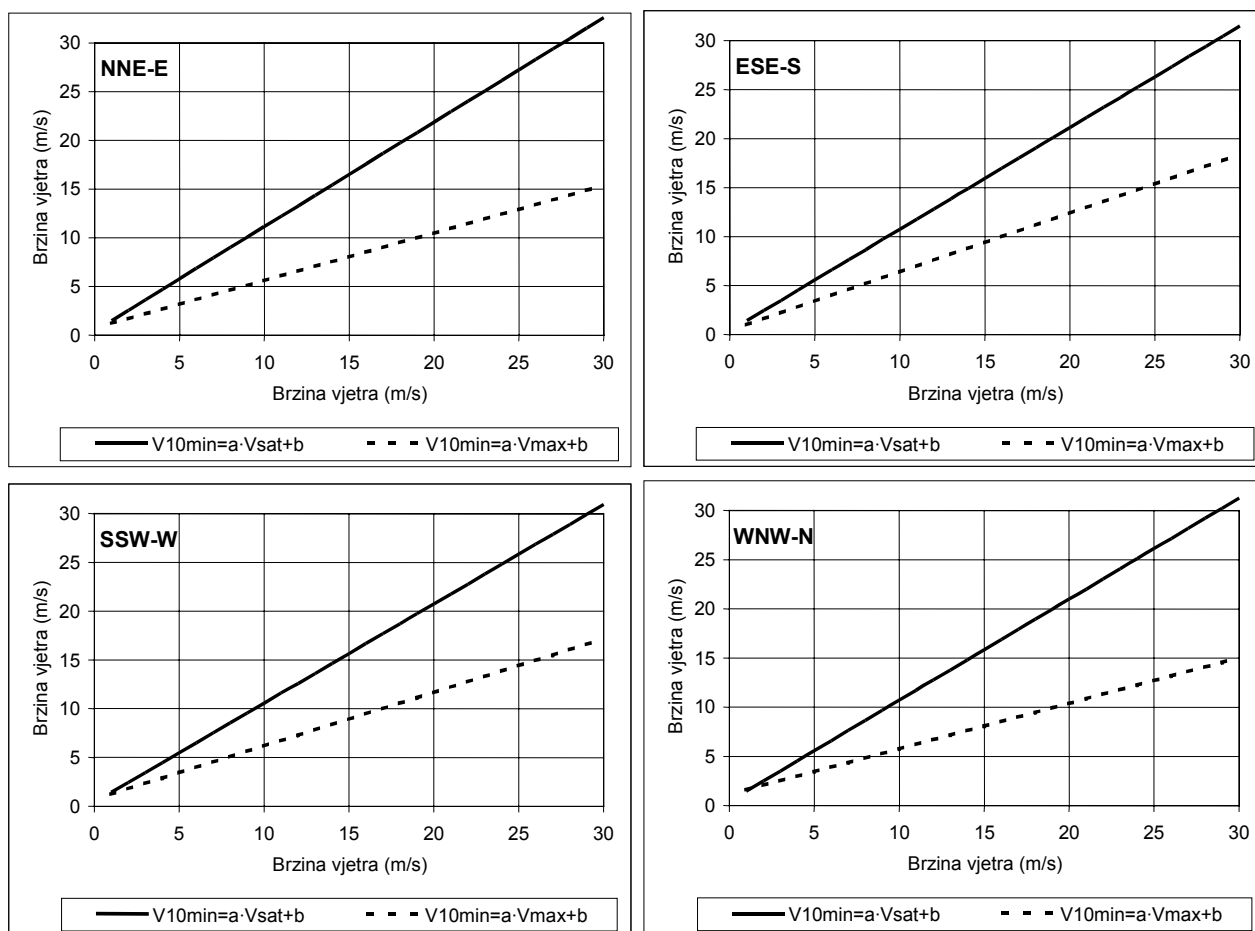 NNE-E
Brzina vjetra (m/s)
30
25
20
15
10
5
0
0 5 10 15 20 25 30
Brzina vjetra (m/s)
V10min=a·Vsat+b V10min=a·Vmax+b
ESE-S
Brzina vjetra (m/s)
30
25
20
15
10
5
0
0 5 10 15 20 25 30
Brzina vjetra (m/s)
V10min=a·Vsat+b V10min=a·Vmax+b
SSW-W
Brzina vjetra (m/s)
30
25
20
15
10
5
0
0 5 10 15 20 25 30
Brzina vjetra (m/s)
V10min=a·Vsat+b V10min=a·Vmax+b
WNW-N
Brzina vjetra (m/s)
30
25
20
15
10
5
0
0 5 10 15 20 25 30
Brzina vjetra (m/s)
V10min=a·Vsat+b V10min=a·Vmax+b